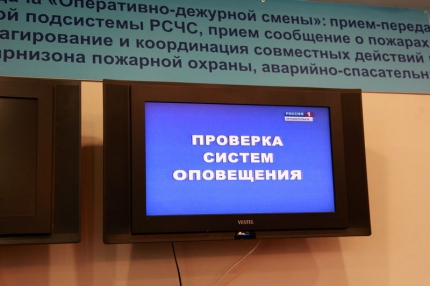 «Оперативно-дежурной смены»: прием-переда
ой подсистемы РСЧС, прием сообщение о пожарах
агирование и координация совместных действий
арнизона пожарной охраны, аварийно-спасательн
РОССИЯ 1
ПРОВЕРКА
СИСТЕМ
ОПОВЕЩЕНИЯ
VESTEL